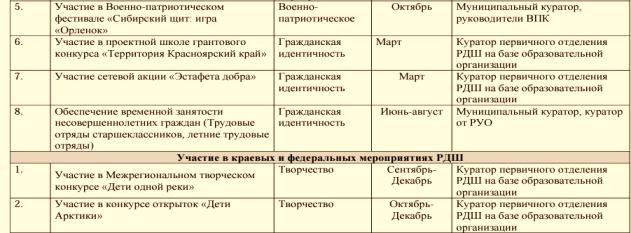 5. Участие в Военно-патриотическом Военно- Октябрь Муниципальный куратор,
фестивале «Сибирский щит: игра патриотическое руководители ВПК
«Орленок»
6. Участие в проектной школе грантового Гражданская Март Куратор первичного отделения
конкурса «Территория Красноярский край» идентичность РДШ на базе образовательной
организации
7. Участие сетевой акции «Эстафета добра» Гражданская Март Куратор первичного отделения
идентичность РДШ на базе образовательной
организации
8. Обеспечение временной занятости Гражданская Июнь-август Муниципальный куратор, куратор
несовершеннолетних граждан (Трудовые идентичность от РУО
отряды старшеклассников, летние трудовые
отряды)
Участие в краевых и федеральных мероприятиях РДШ
1. Участие в Межрегиональном творческом Творчество Сентябрь- Куратор первичного отделения
конкурсе «Дети одной реки» Декабрь РДШ на базе образовательной
организации
2. Участие в конкурсе открыток «Дети Творчество Октябрь- Куратор первичного отделения
Арктики» Декабрь РДШ на базе образовательной
организации